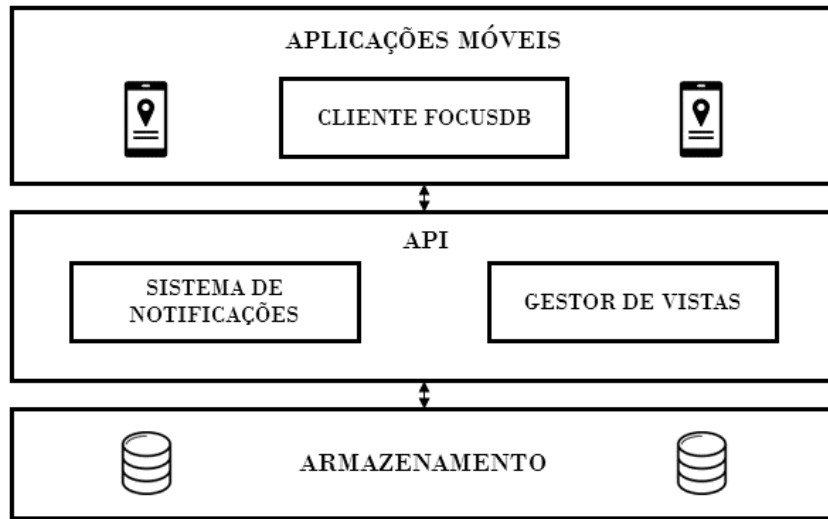 APLICAÇÕES MÓVEIS
CLIENTE FOCUSDB
API
SISTEMA DE
NOTIFICAÇÕES
GESTOR DE VISTAS
ARMAZENAMENTO